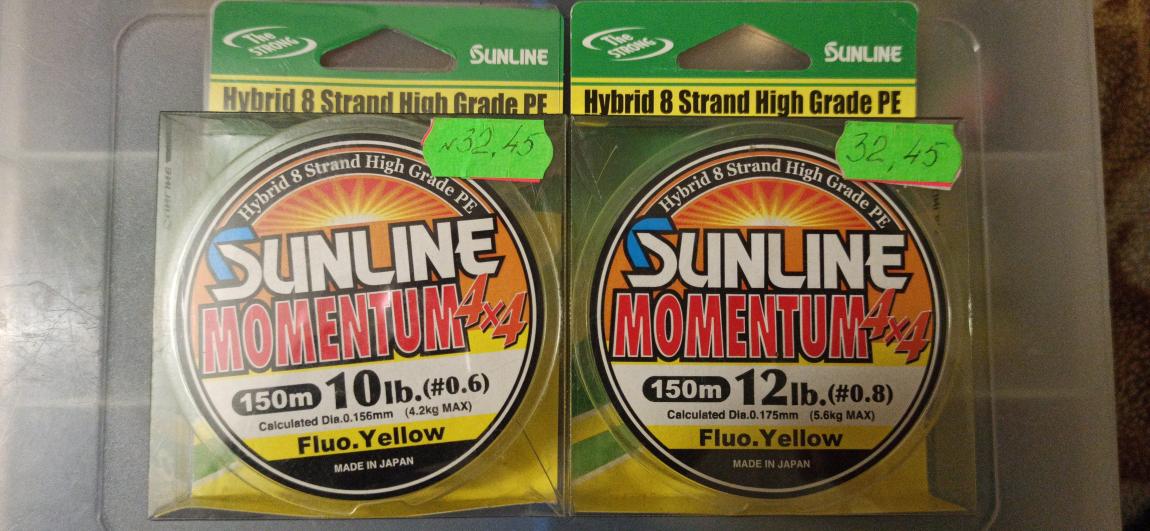 The STRONG
SUNLINE
Hybrid 8 Strand High Grade PE
32,45
Hybrid 8 Strand High Grade PE
SUNLINE
MOMENTUM 4x4
150m 10lb.(#0.6)
Calculated Dia.0.156mm (4.2kg MAX)
Fluo.Yellow
MADE IN JAPAN
The STRONG
SUNLINE
Hybrid 8 Strand High Grade PE
32,45
Hybrid 8 Strand High Grade PE
SUNLINE
MOMENTUM 4x4
150m 12lb.(#0.8)
Calculated Dia.0.175mm (5.6kg MAX)
Fluo.Yellow
MADE IN JAPAN